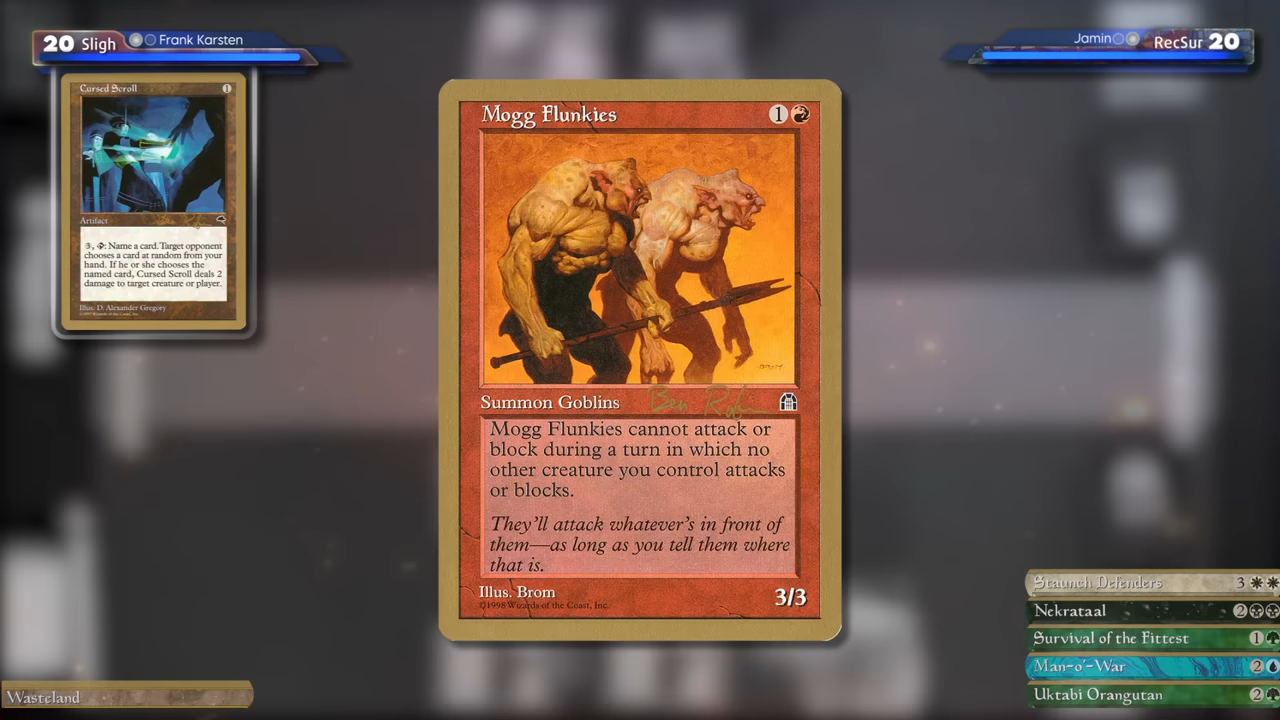 20 Sligh Frank Karsten
Jamin RecSur 20
Cursed Scroll 1
Artifact
3, : Name a card. Target opponent
chooses a card at random from your
hand. If he or she chooses the
named card, Cursed Scroll deals 2
damage to target creature or player.
Illus. D. Alexander Gregory
Mogg Flunkies 1
Summon Goblins
Ben
Mogg Flunkies cannot attack or
block during a turn in which no
other creature you control attacks
or blocks.
They'll attack whatever's in front of
them—as long as you tell them where
that is.
Illus. Brom
©1998 Wizards of the Coast, Inc.
3/3
Staunch Defenders 3
Nekrataal 2
Survival of the Fittest 1
Man-o'-War 2
Uktabi Orangutan 2
Wasteland